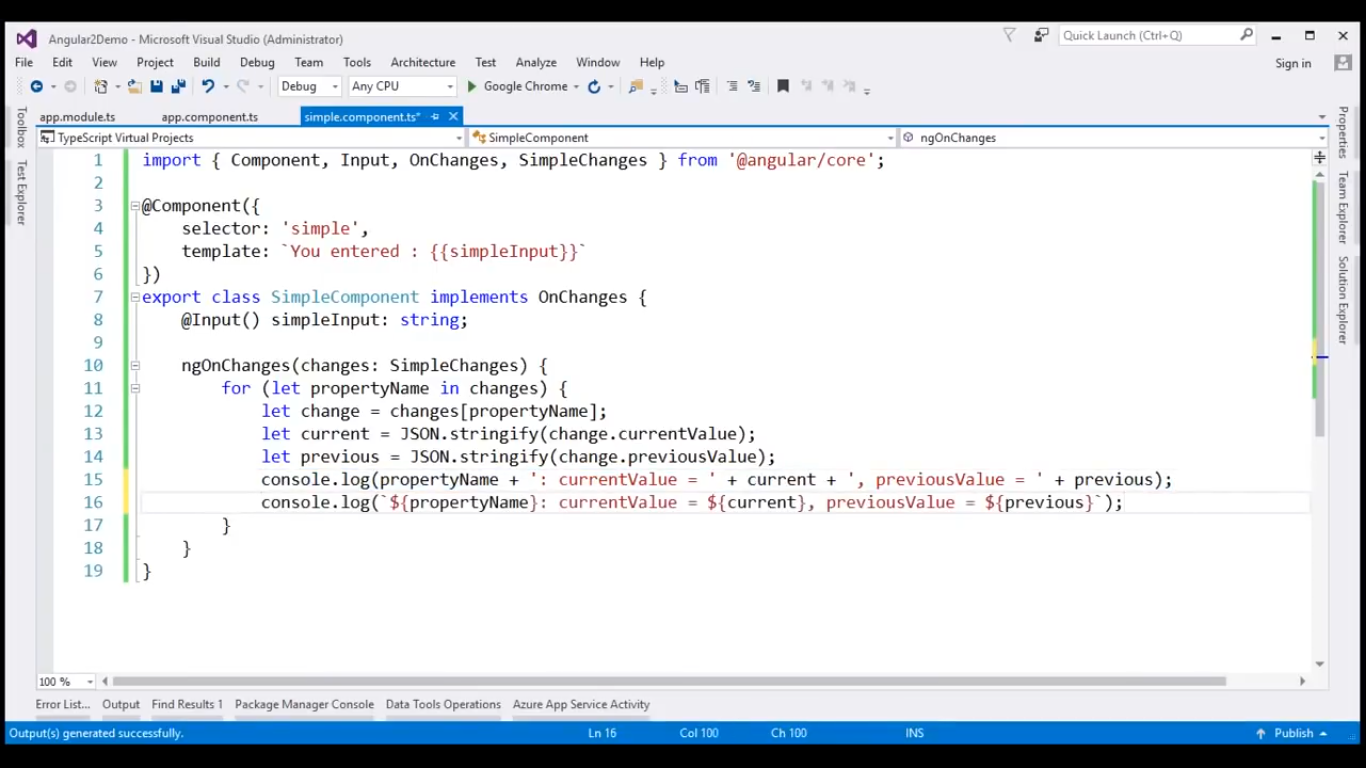 Angular2Demo - Microsoft Visual Studio (Administrator)
Quick Launch (Ctrl+Q)
File Edit View Project Build Debug Team Tools Architecture Test Analyze Window Help
Sign in
Debug Any CPU Google Chrome
app.module.ts app.component.ts simple.component.ts*
TypeScript Virtual Projects SimpleComponent ngOnChanges
Toolbox
Test Explorer
Properties
Team Explorer
Solution Explorer
1 import { Component, Input, OnChanges, SimpleChanges } from '@angular/core';
2
3 @Component({
4 selector: 'simple',
5 template: `You entered : {{simpleInput}}`
6 })
7 export class SimpleComponent implements OnChanges {
8 @Input() simpleInput: string;
9
10 ngOnChanges(changes: SimpleChanges) {
11 for (let propertyName in changes) {
12 let change = changes[propertyName];
13 let current = JSON.stringify(change.currentValue);
14 let previous = JSON.stringify(change.previousValue);
15 console.log(propertyName + ': currentValue = ' + current + ', previousValue = ' + previous);
16 console.log(`${propertyName}: currentValue = ${current}, previousValue = ${previous}`);
17 }
18 }
19 }
100 %
Error List... Output Find Results 1 Package Manager Console Data Tools Operations Azure App Service Activity
Output(s) generated successfully. Ln 16 Col 100 Ch 100 INS Publish